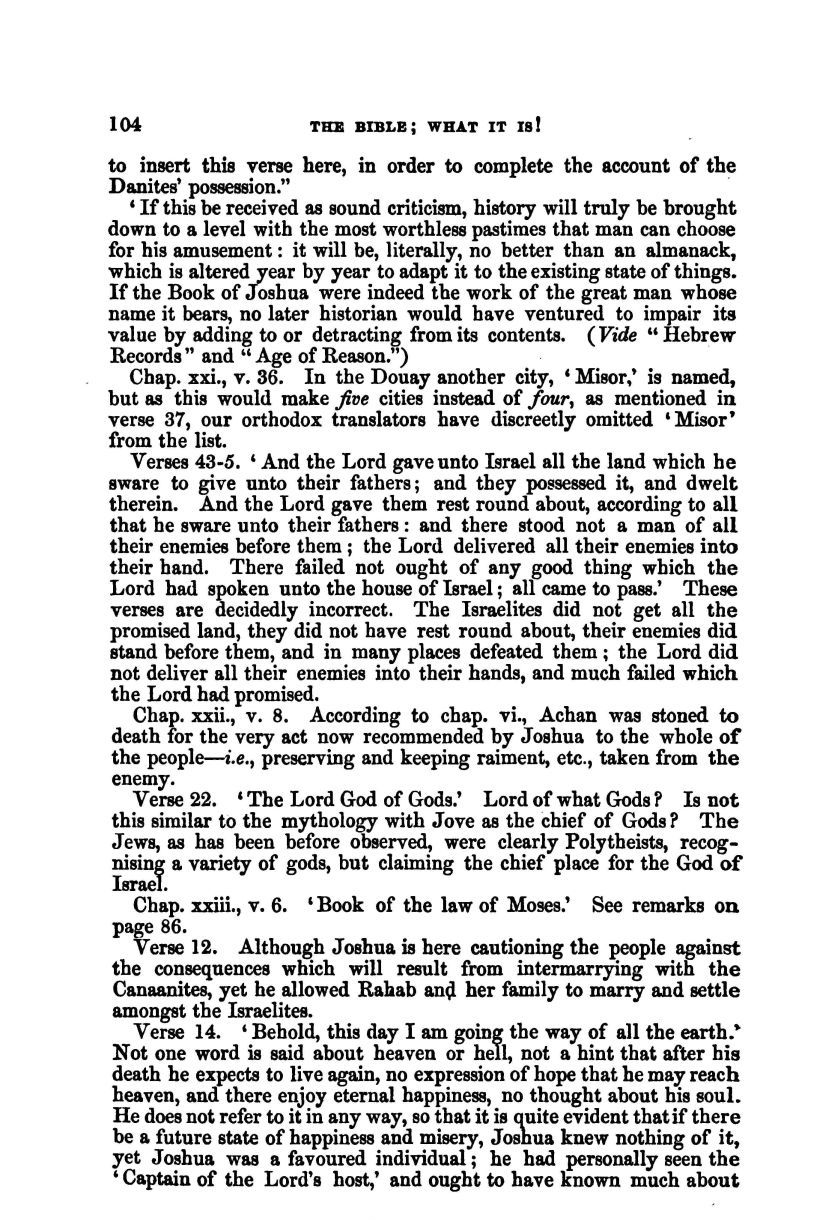 104 THE BIBLE; WHAT IT IS!
to insert this verse here, in order to complete the account of the
Danites' possession."
‘ If this be received as sound criticism, history will truly be brought
down to a level with the most worthless pastimes that man can choose
for his amusement : it will be, literally, no better than an almanack,
which is altered year by year to adapt it to the existing state of things.
If the Book of Joshua were indeed the work of the great man whose
name it bears, no later historian would have ventured to impair its
value by adding to or detracting from its contents. (Vide “ Hebrew
Records ” and “ Age of Reason.”)
Chap. xxi., v. 36. In the Douay another city, ‘ Misor,’ is named,
but as this would make five cities instead of four, as mentioned in
verse 37, our orthodox translators have discreetly omitted ‘ Misor’
from the list.
Verses 43-5. ‘ And the Lord gave unto Israel all the land which he
sware to give unto their fathers ; and they possessed it, and dwelt
therein. And the Lord gave them rest round about, according to all
that he sware unto their fathers : and there stood not a man of all
their enemies before them ; the Lord delivered all their enemies into
their hand. There failed not ought of any good thing which the
Lord had spoken unto the house of Israel ; all came to pass.’ These
verses are decidedly incorrect. The Israelites did not get all the
promised land, they did not have rest round about, their enemies did
stand before them, and in many places defeated them ; the Lord did
not deliver all their enemies into their hands, and much failed which
the Lord had promised.
Chap. xxii., v. 8. According to chap. vi., Achan was stoned to
death for the very act now recommended by Joshua to the whole of
the people—i.e., preserving and keeping raiment, etc., taken from the
enemy.
Verse 22. ‘ The Lord God of Gods.’ Lord of what Gods ? Is not
this similar to the mythology with Jove as the chief of Gods ? The
Jews, as has been before observed, were clearly Polytheists, recog-
nising a variety of gods, but claiming the chief place for the God of
Israel.
Chap. xxiii., v. 6. ‘ Book of the law of Moses.’ See remarks on
page 86.
Verse 12. Although Joshua is here cautioning the people against
the consequences which will result from intermarrying with the
Canaanites, yet he allowed Rahab and her family to marry and settle
amongst the Israelites.
Verse 14. ‘ Behold, this day I am going the way of all the earth.’
Not one word is said about heaven or hell, not a hint that after his
death he expects to live again, no expression of hope that he may reach
heaven, and there enjoy eternal happiness, no thought about his soul.
He does not refer to it in any way, so that it is quite evident that if there
be a future state of happiness and misery, Joshua knew nothing of it,
yet Joshua was a favoured individual ; he had personally seen the
‘ Captain of the Lord's host,’ and ought to have known much about